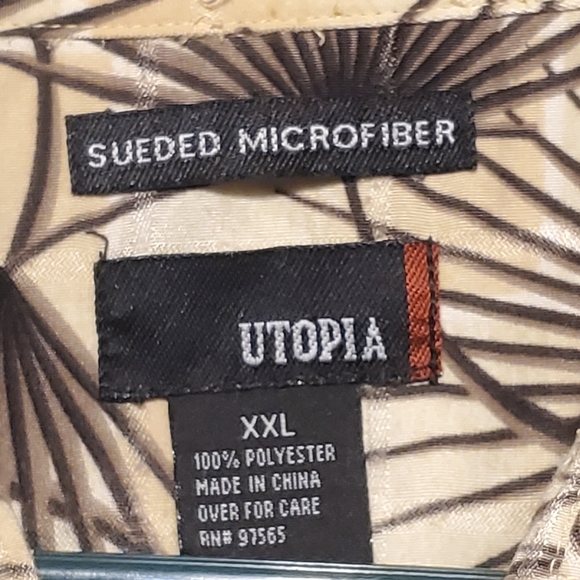 SUEDED MICROFIBER
UTOPIA
XXL
100% POLYESTER
MADE IN CHINA
OVER FOR CARE
RN# 97565